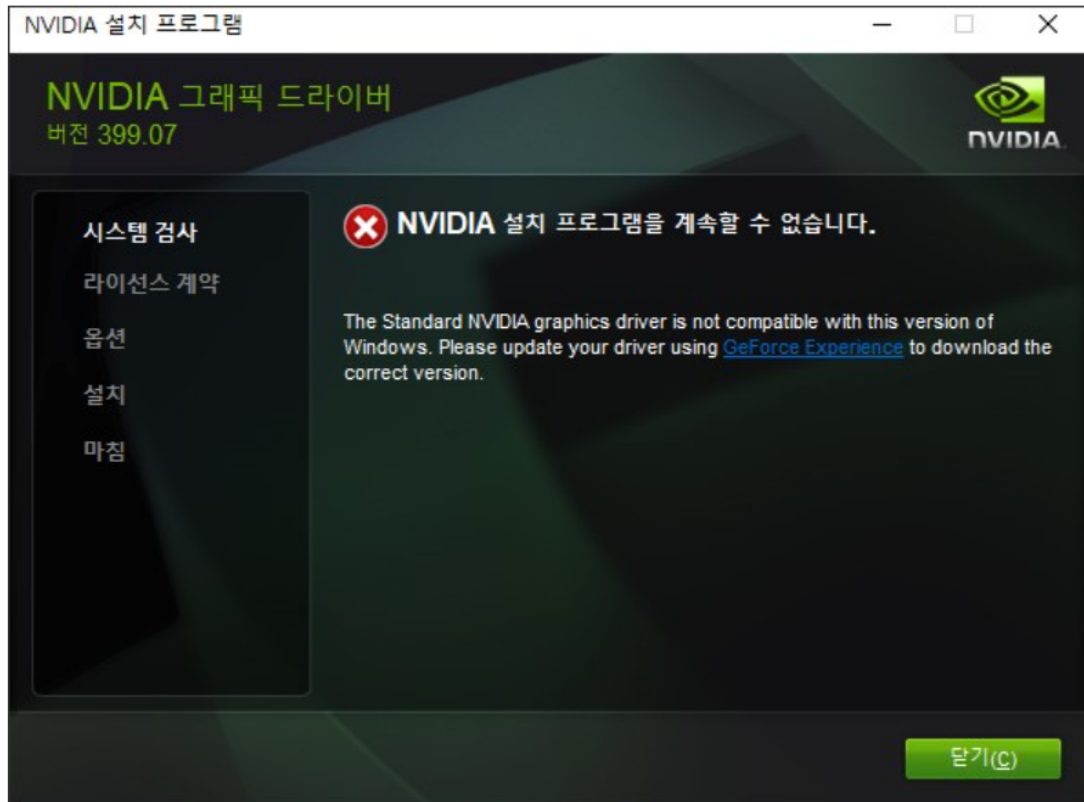 NVIDIA 설치 프로그램
NVIDIA 그래픽 드라이버
버전 399.07
NVIDIA.
시스템 검사
라이선스 계약
옵션
설치
마침
NVIDIA 설치 프로그램을 계속할 수 없습니다.
The Standard NVIDIA graphics driver is not compatible with this version of
Windows. Please update your driver using GeForce Experience to download the
correct version.
닫기(C)